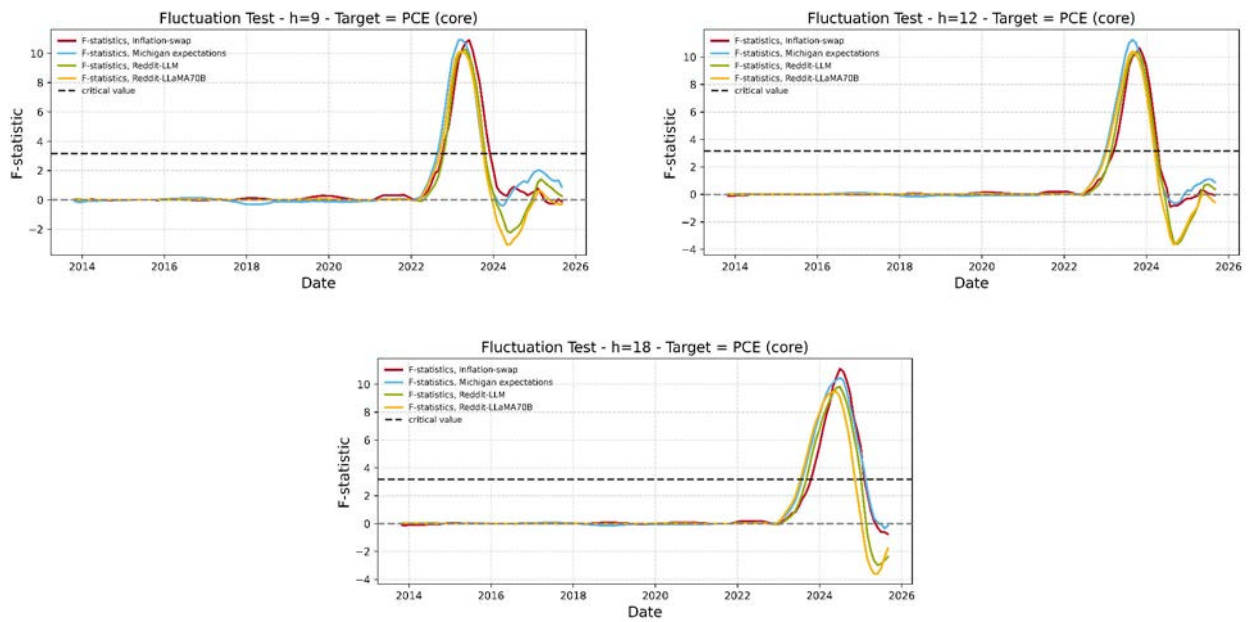 Fluctuation Test - h=9 - Target = PCE (core)
F-statistics, Inflation-swap
F-statistics, Michigan expectations
F-statistics, Reddit-LLM
F-statistics, Reddit-LLaMA70B
critical value
F-statistic
10
8
6
4
2
0
−2
2014 2016 2018 2020 2022 2024 2026
Date
Fluctuation Test - h=12 - Target = PCE (core)
F-statistics, Inflation-swap
F-statistics, Michigan expectations
F-statistics, Reddit-LLM
F-statistics, Reddit-LLaMA70B
critical value
F-statistic
10
8
6
4
2
0
−2
−4
2014 2016 2018 2020 2022 2024 2026
Date
Fluctuation Test - h=18 - Target = PCE (core)
F-statistics, Inflation-swap
F-statistics, Michigan expectations
F-statistics, Reddit-LLM
F-statistics, Reddit-LLaMA70B
critical value
F-statistic
10
8
6
4
2
0
−2
−4
2014 2016 2018 2020 2022 2024 2026
Date